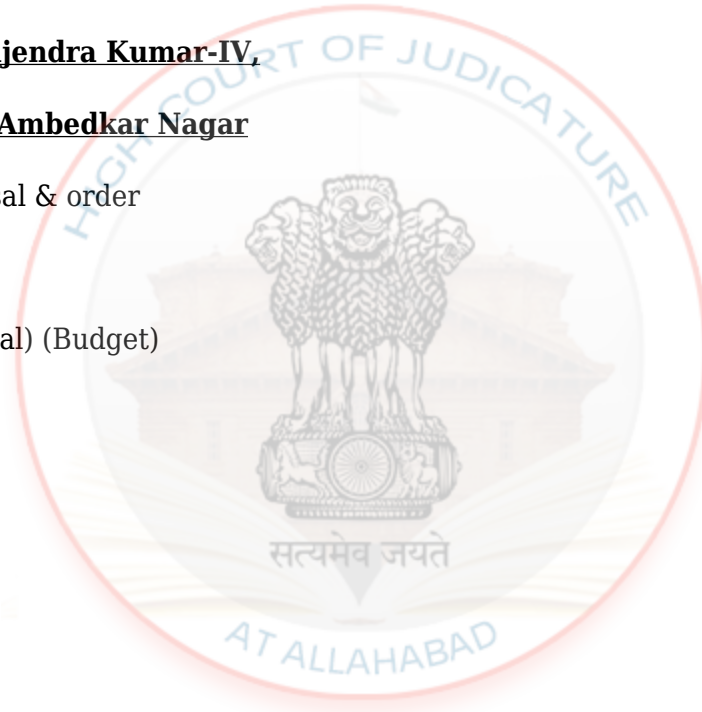 HIGH COURT OF JUDICATURE
jendra Kumar-IV,
Ambedkar Nagar
al & order
al) (Budget)
सत्यमेव जयते
AT ALLAHABAD